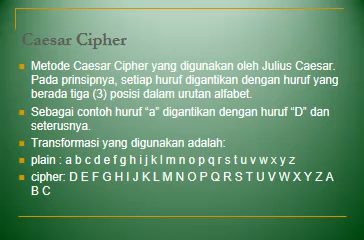 Caesar Cipher
Metode Caesar Cipher yang digunakan oleh Julius Caesar.
Pada prinsipnya, setiap huruf digantikan dengan huruf yang
berada tiga (3) posisi dalam urutan alfabet.
Sebagai contoh huruf “a” digantikan dengan huruf “D” dan
seterusnya.
Transformasi yang digunakan adalah:
plain : a b c d e f g h i j k l m n o p q r s t u v w x y z
cipher: D E F G H I J K L M N O P Q R S T U V W X Y Z A
B C